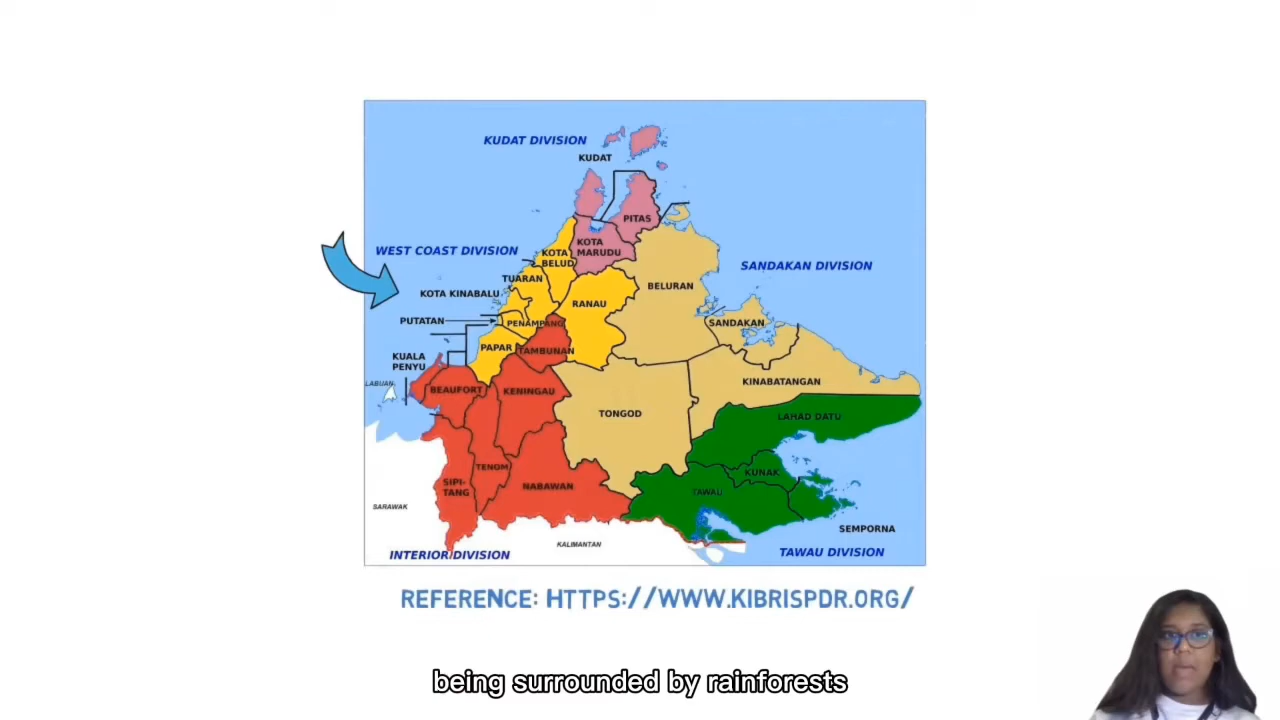 KUDAT DIVISION
KUDAT
PITAS
KOTA
MARUDU
WEST COAST DIVISION
KOTA
BELUD
SANDAKAN DIVISION
TUARAN
BELURAN
KOTA KINABALU
RANAU
PUTATAN
PENAMPANG
SANDAKAN
PAPAR
TAMBUNAN
KUALA
PENYU
LABUAN
BEAUFORT
KENINGAU
KINABATANGAN
TONGOD
LAHAD DATU
TENOM
KUNAK
SIPI-
TANG
NABAWAN
TAWAU
SARAWAK
SEMPORNA
KALIMANTAN
INTERIOR DIVISION
TAWAU DIVISION
REFERENCE: HTTPS://WWW.KIBRISPDR.ORG/
being surrounded by rainforests